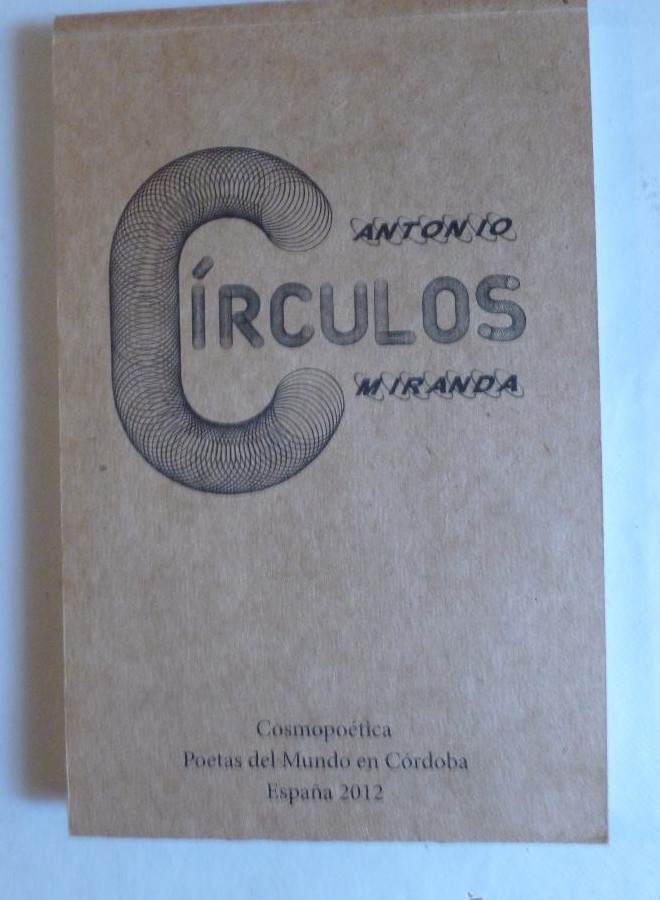 ANTONIO
CÍRCULOS
MIRANDA
Cosmopoética
Poetas del Mundo en Córdoba
España 2012